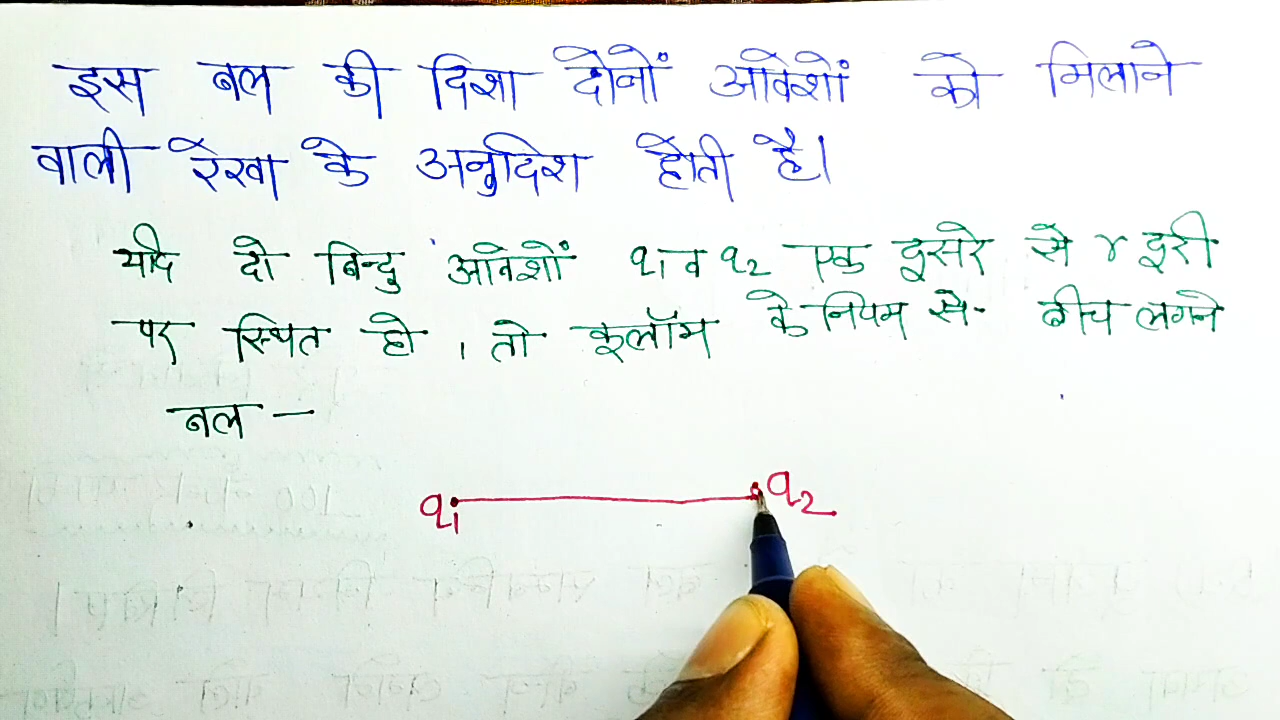 इस बल की दिशा दोनों आवेशों को मिलाने
वाली रेखा के अनुदिश होती है।
यदि दो बिन्दु आवेशों q1 व q2 एक दूसरे से r दूरी
पर स्थित हो , तो कूलॉम के नियम से- बीच लगने
बल –
q1 q2